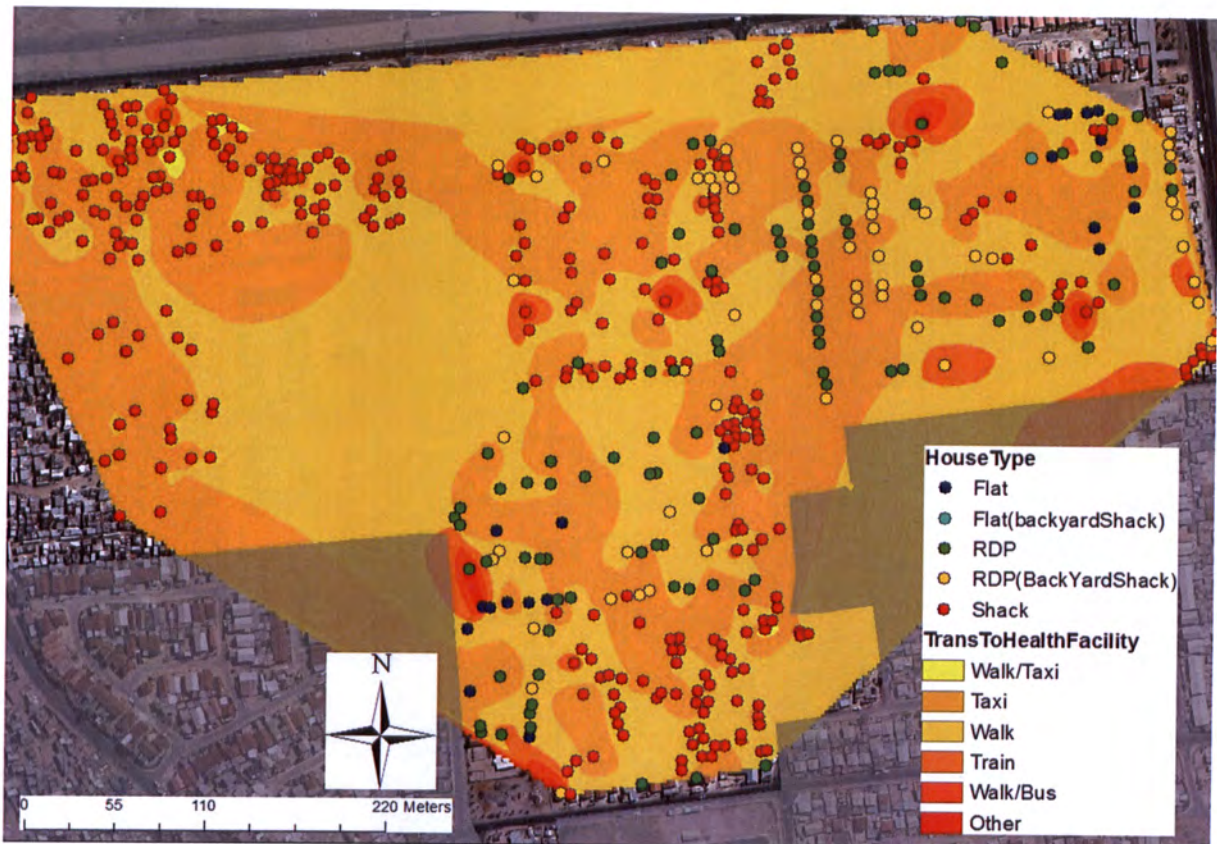 HouseType
Flat
Flat(backyardShack)
RDP
RDP(BackYardShack)
Shack
TransToHealthFacility
Walk/Taxi
Taxi
Walk
Train
Walk/Bus
Other
N
0 55 110 220 Meters